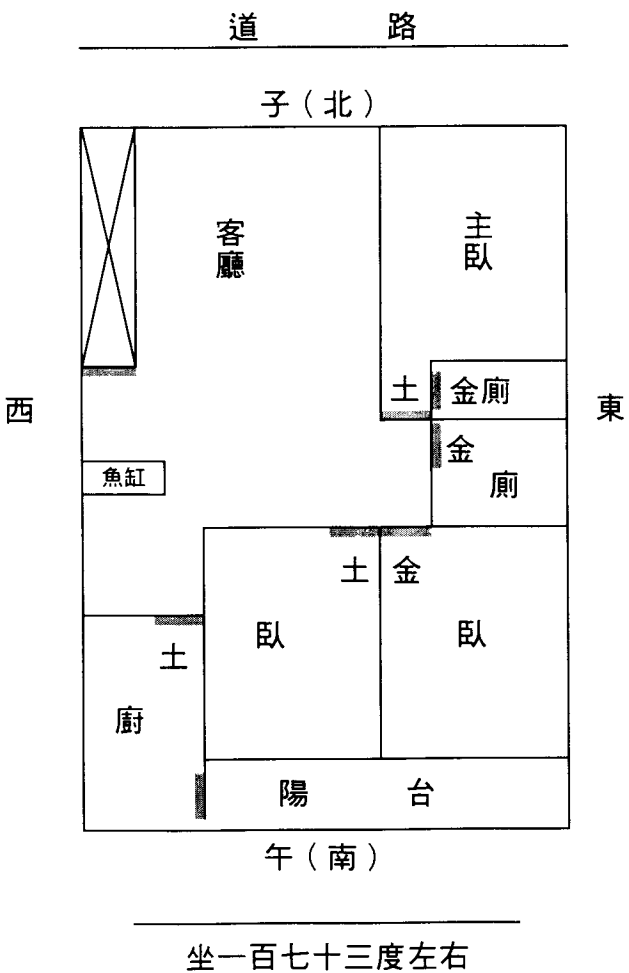 道路
子（北）
客廳
主臥
土
金廁
西
東
金
廁
魚缸
土金
臥
臥
土
廚
陽台
午（南）
坐一百七十三度左右